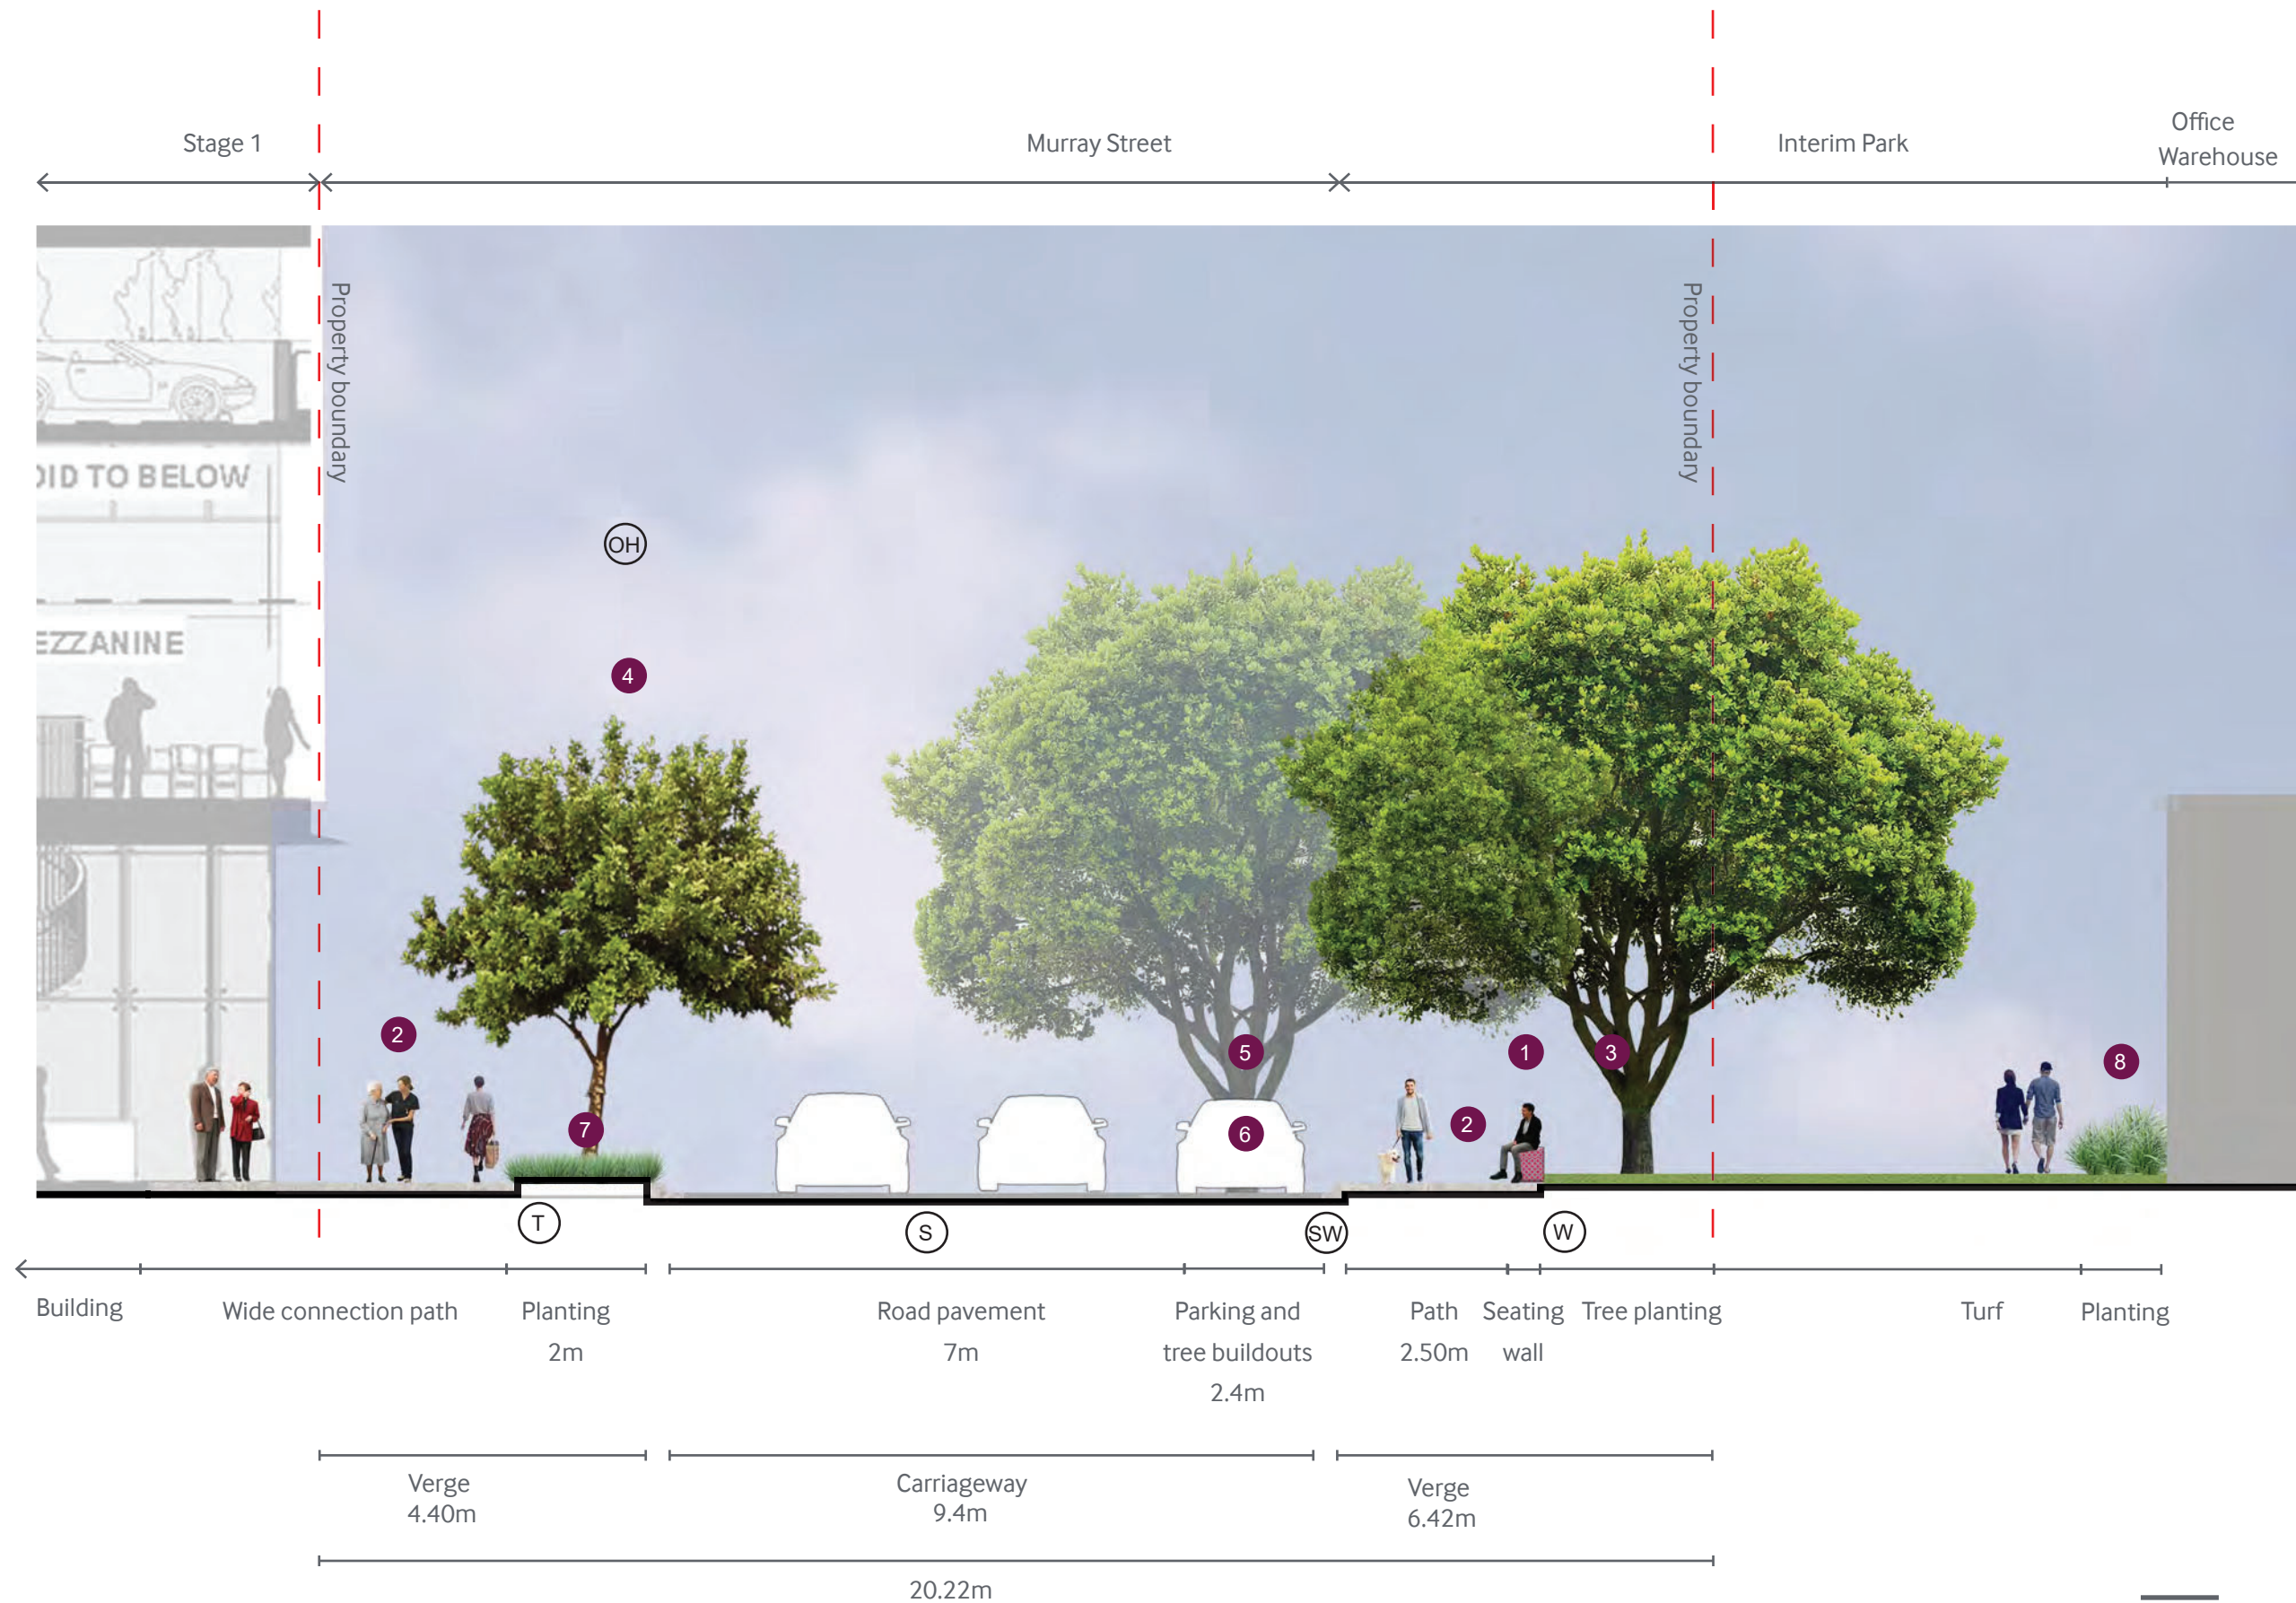 Stage 1
Murray Street
Interim Park
Office
Warehouse
Property boundary
Property boundary
DID TO BELOW
OH
EZZANINE
4
2
5
1
3
8
2
7
6
T
S
SW
W
Building
Wide connection path
Planting
2m
Road pavement
7m
Parking and
tree buildouts
2.4m
Path
2.50m
Seating
wall
Tree planting
Turf
Planting
Verge
4.40m
Carriageway
9.4m
Verge
6.42m
20.22m